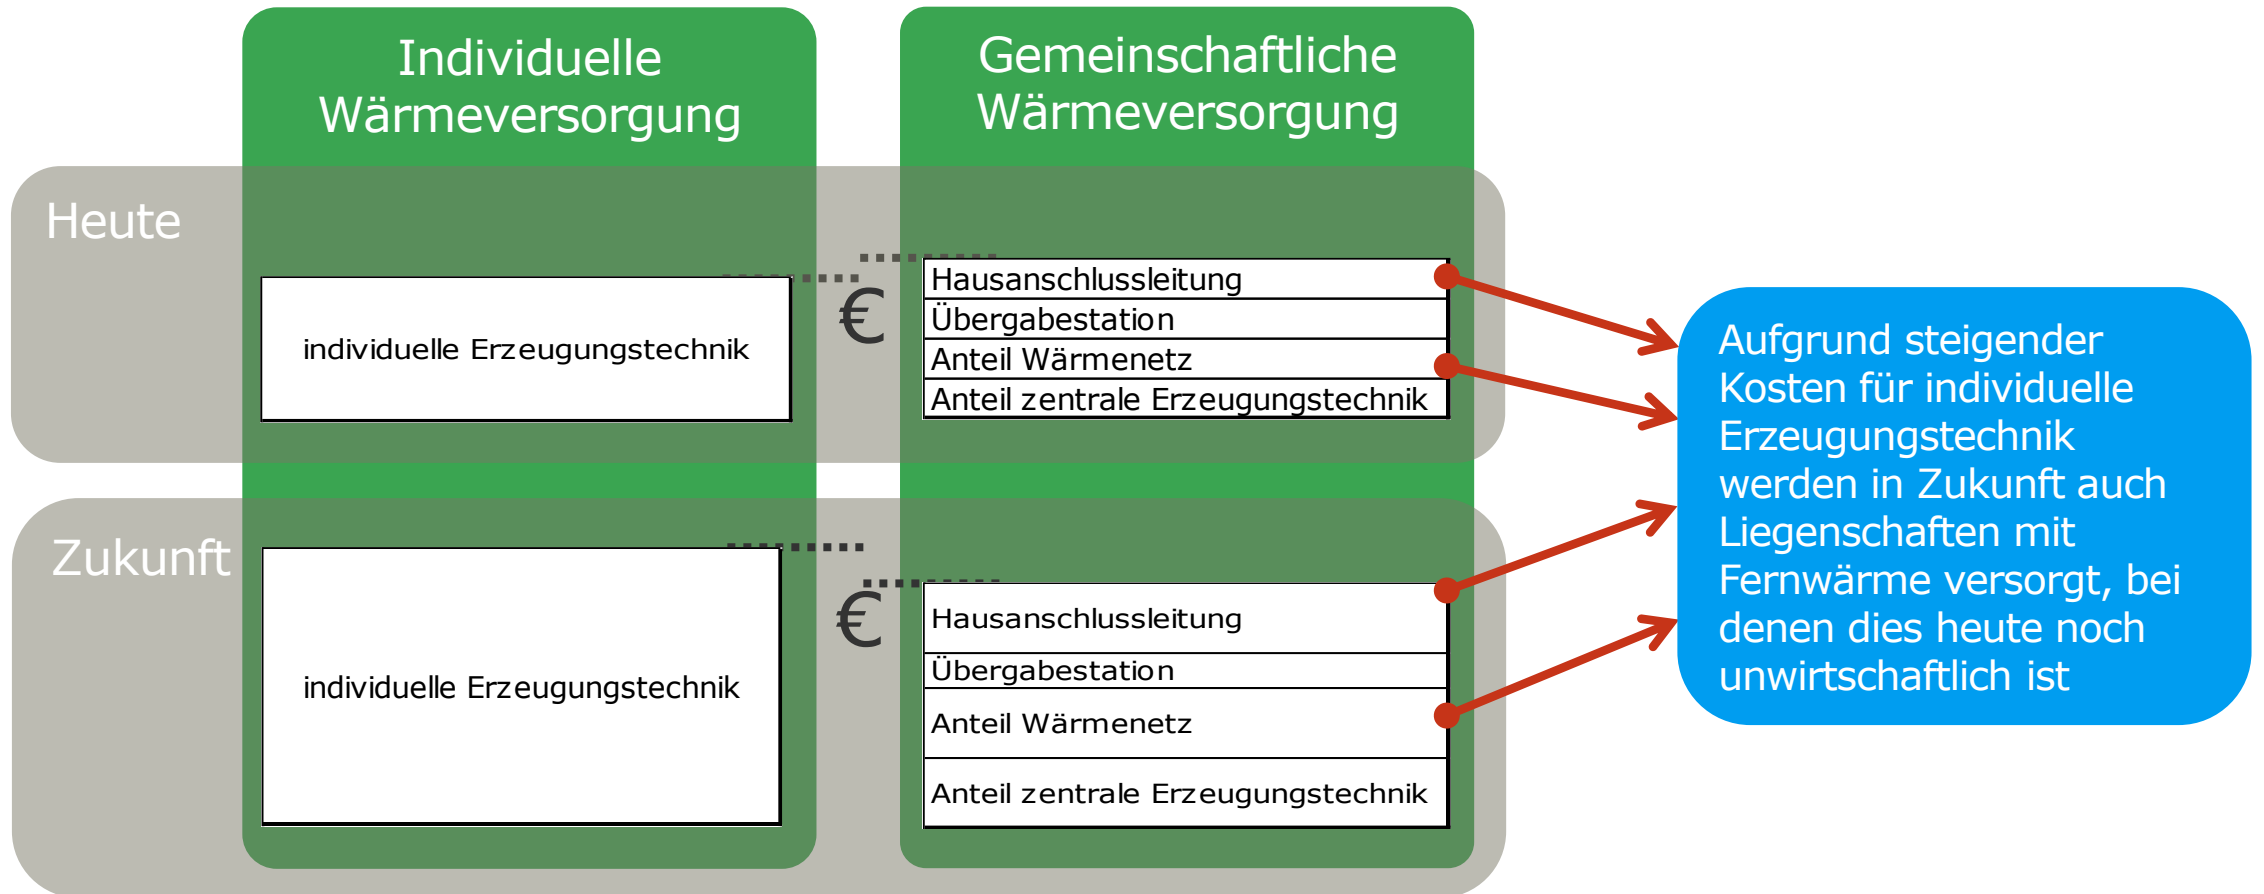 Individuelle
Wärmeversorgung
Gemeinschaftliche
Wärmeversorgung
Heute
individuelle Erzeugungstechnik
€
Hausanschlussleitung
Übergabestation
Anteil Wärmenetz
Anteil zentrale Erzeugungstechnik
Zukunft
individuelle Erzeugungstechnik
€
Hausanschlussleitung
Übergabestation
Anteil Wärmenetz
Anteil zentrale Erzeugungstechnik
Aufgrund steigender
Kosten für individuelle
Erzeugungstechnik
werden in Zukunft auch
Liegenschaften mit
Fernwärme versorgt, bei
denen dies heute noch
unwirtschaftlich ist